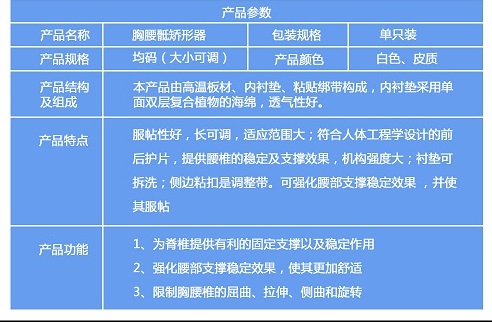 产品参数
产品名称 胸腰骶矫形器 包装规格 单只装
产品规格 均码（大小可调） 产品颜色 白色、皮质
产品结构及组成 本产品由高温板材、内衬垫、粘贴绑带构成，内衬垫采用单
面双层复合植物的海绵，透气性好。
产品特点 服帖性好，长可调，适应范围大；符合人体工程学设计的前
后护片，提供腰椎的稳定及支撑效果，机构强度大；衬垫可
拆洗；侧边粘扣是调整带。可强化腰部支撑稳定效果 ，并使
其服帖
产品功能 1、为脊椎提供有利的固定支撑以及稳定作用
2、强化腰部支撑稳定效果，使其更加舒适
3、限制胸腰椎的屈曲、拉伸、侧曲和旋转